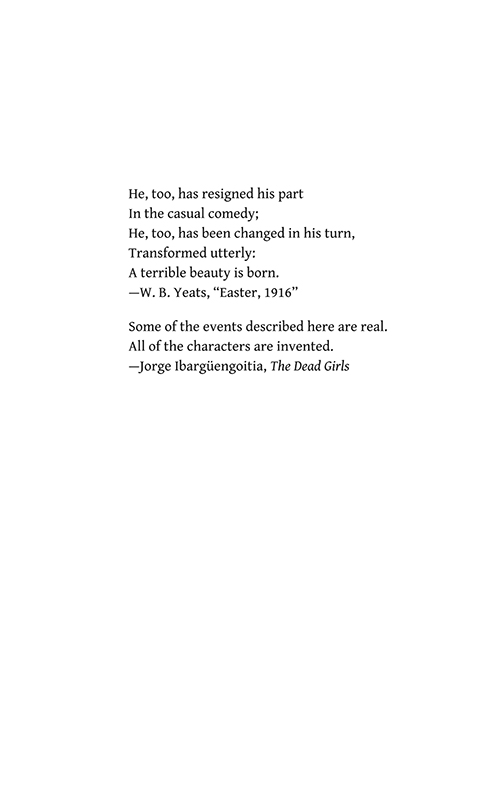 He, too, has resigned his part
In the casual comedy;
He, too, has been changed in his turn,
Transformed utterly:
A terrible beauty is born.
—W. B. Yeats, “Easter, 1916”
Some of the events described here are real.
All of the characters are invented.
—Jorge Ibargüengoitia, The Dead Girls